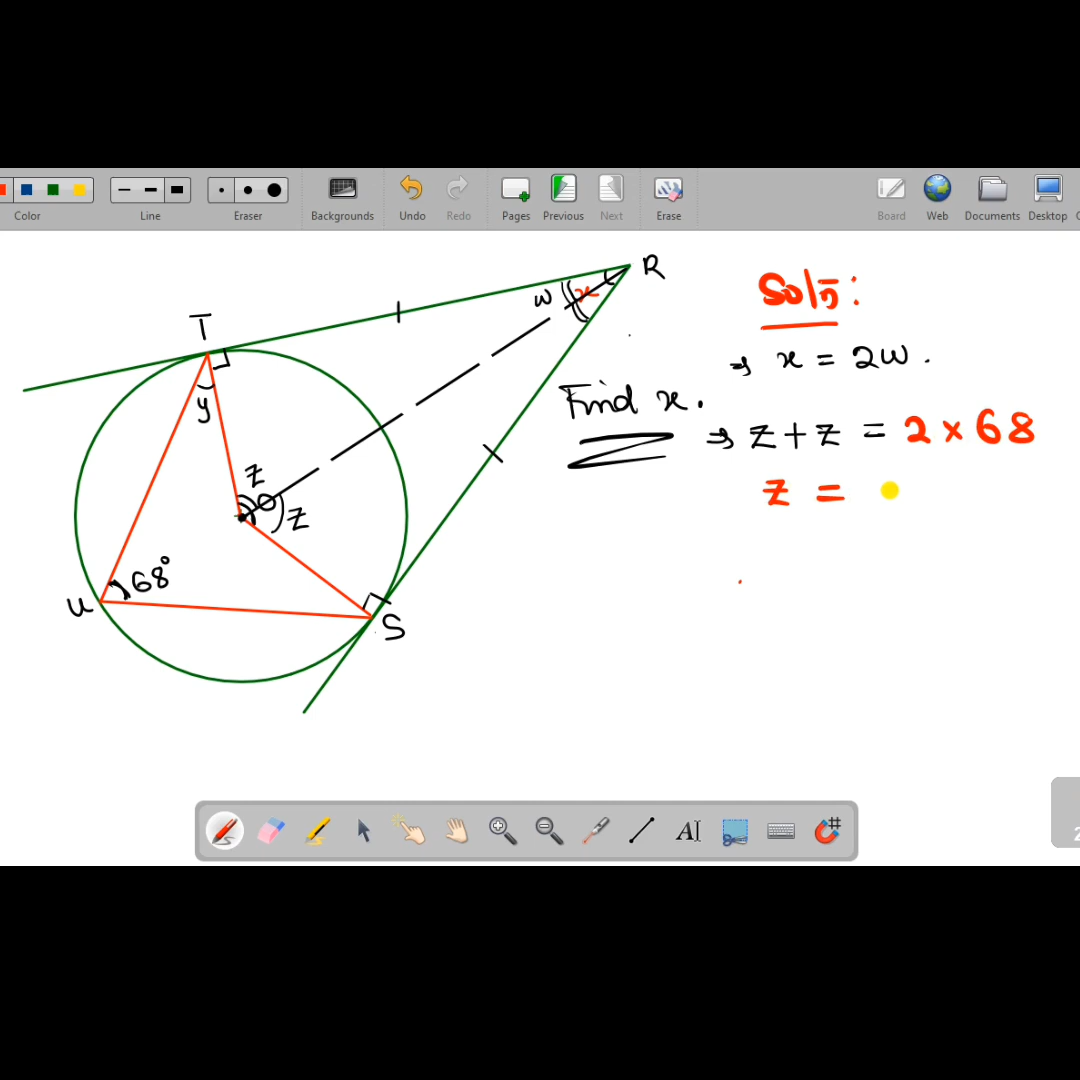 Color
Line
Eraser
Backgrounds
Undo
Redo
Pages
Previous
Next
Erase
Board
Web
Documents
Desktop
R
T
w
x
Soln:
⇒ x = 2w.
Find x.
⇒ z + z = 2 × 68
z =
y
z
z
68°
U
S
2